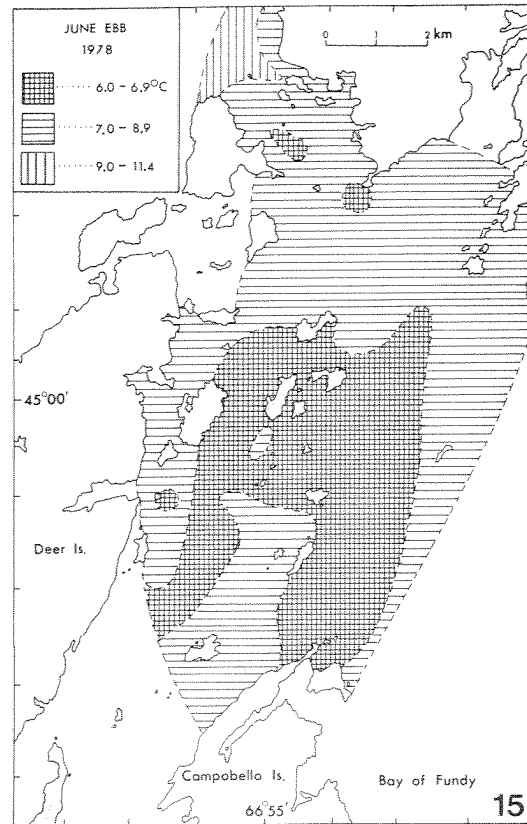 JUNE EBB
1978
6.0 – 6.9°C
7.0 – 8.9
9.0 – 11.4
0 2 km
45°00'
Deer Is.
Campobello Is.
Bay of Fundy
66°55'
15